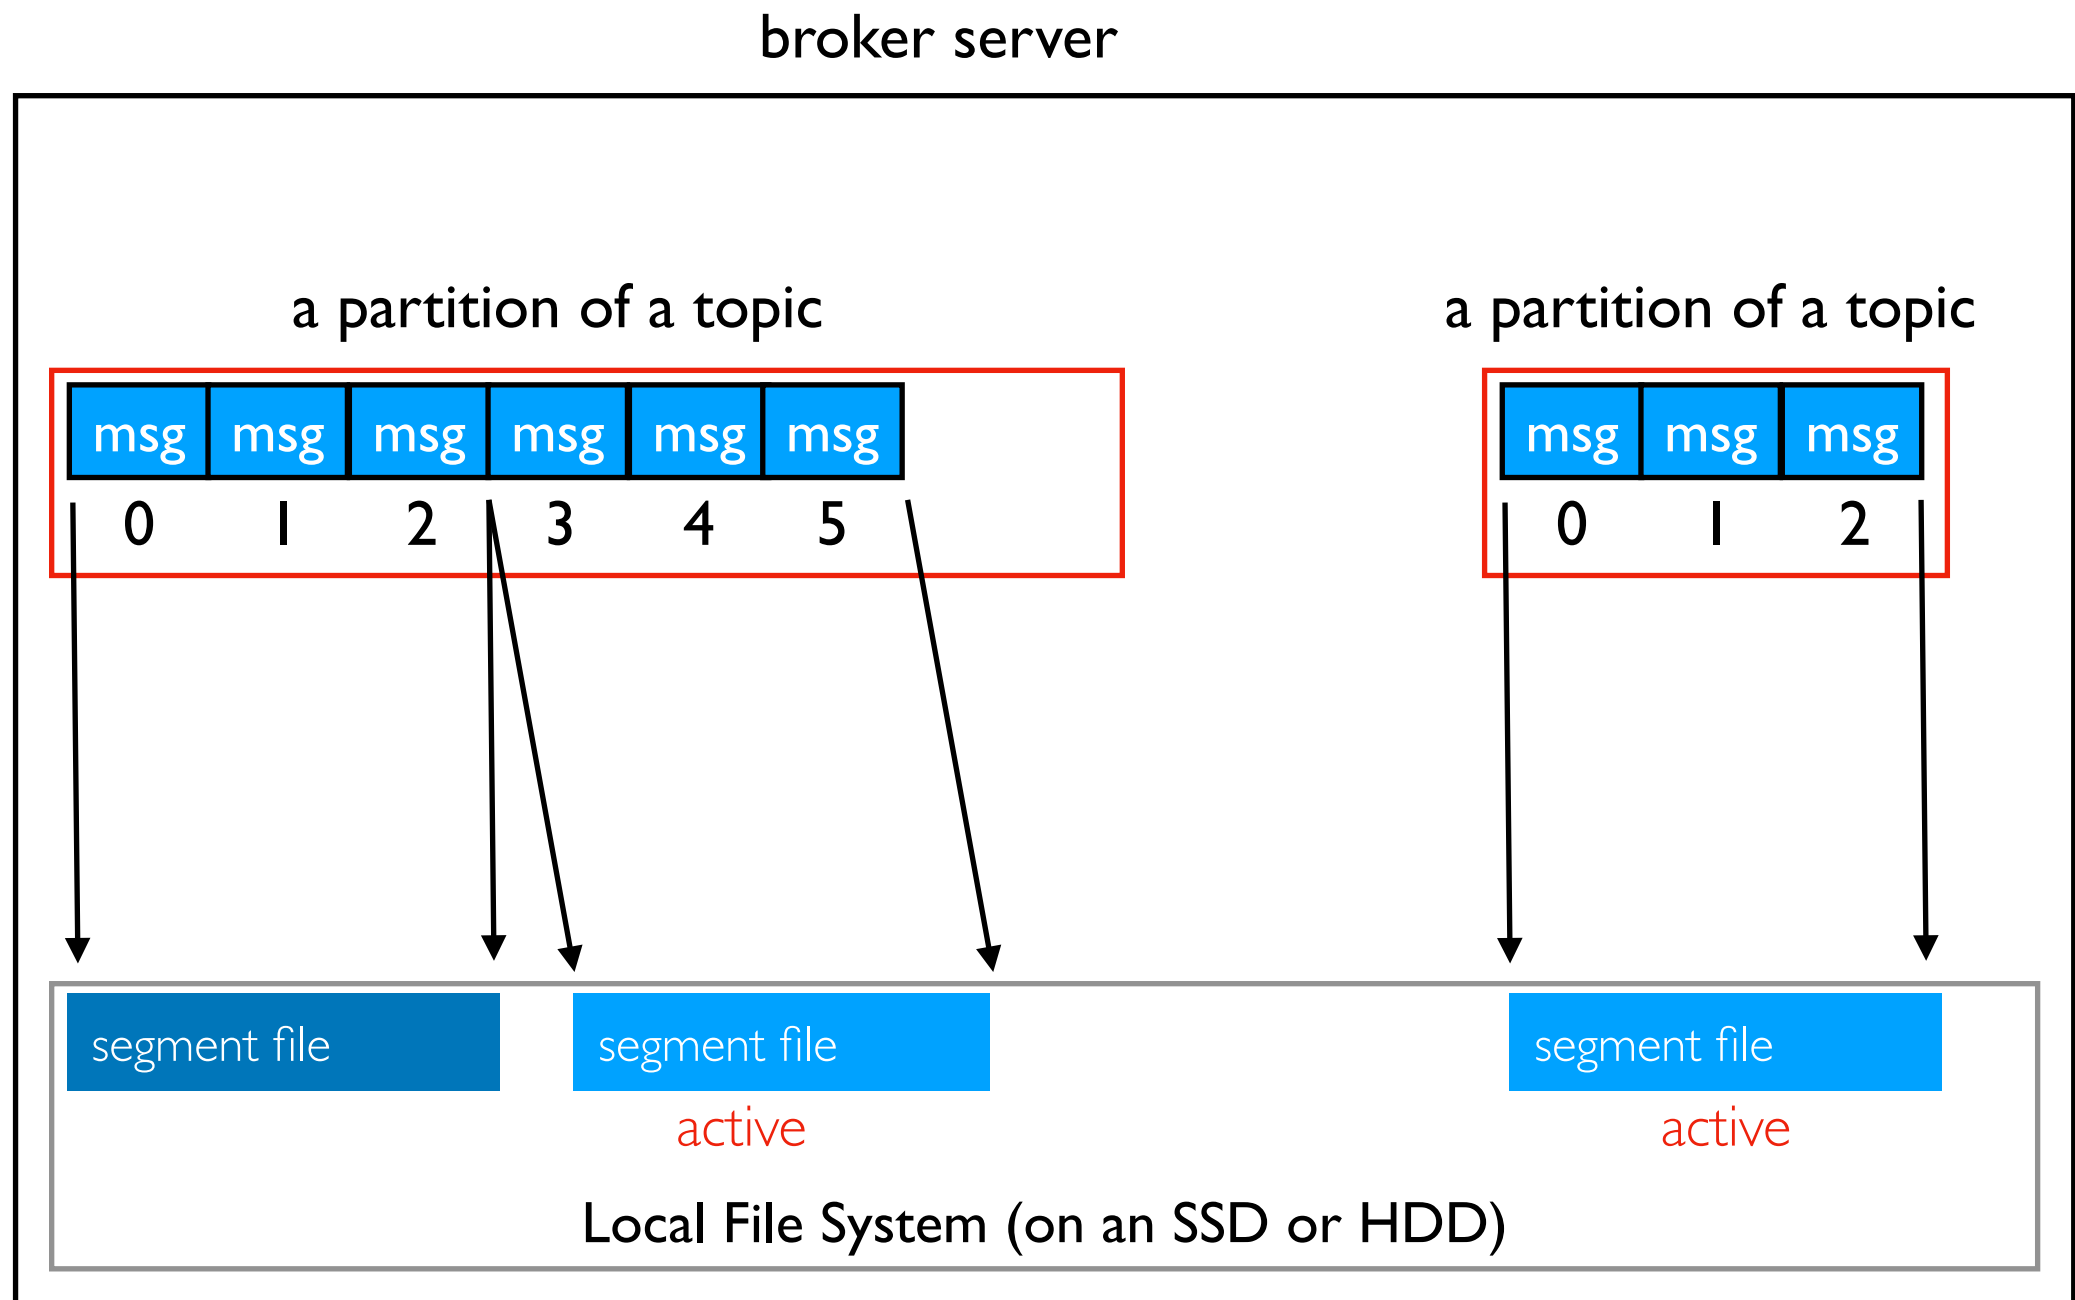 broker server
a partition of a topic
a partition of a topic
msg msg msg msg msg msg
msg msg msg
0 1 2 3 4 5
0 1 2
segment file
segment file
segment file
active
active
Local File System (on an SSD or HDD)